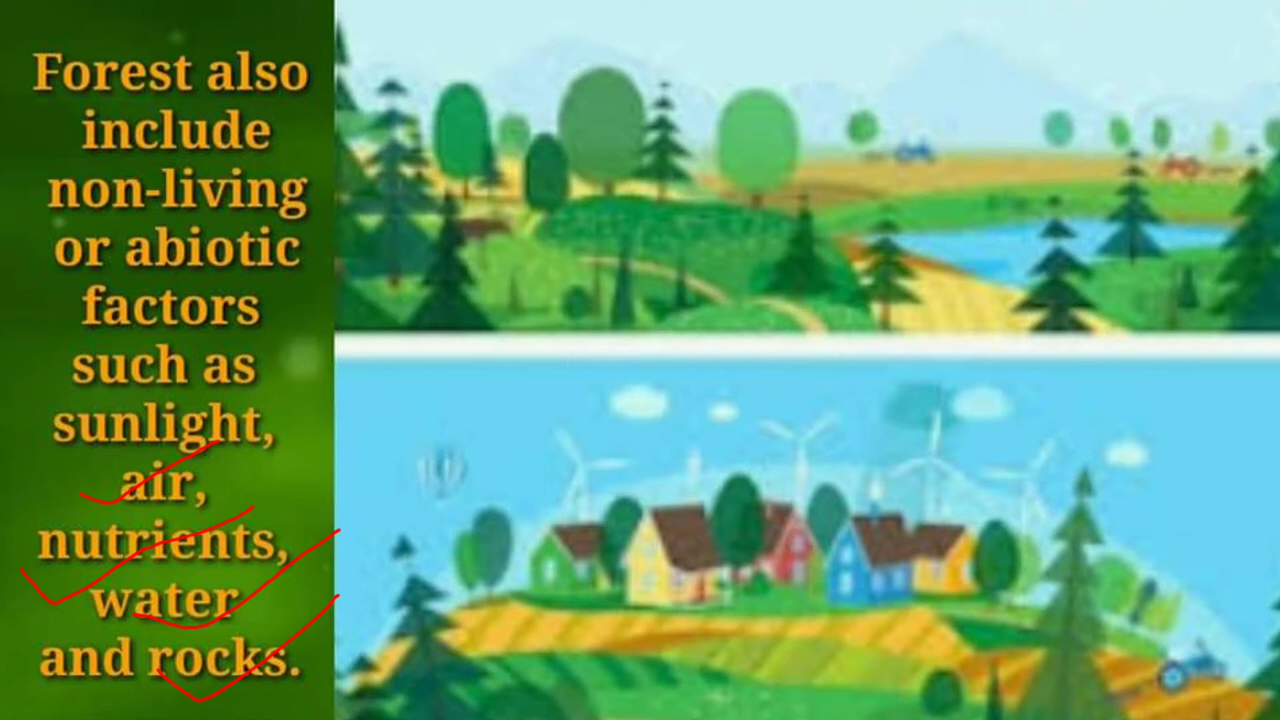 Forest also
include
non-living
or abiotic
factors
such as
sunlight,
air,
nutrients,
water
and rocks.